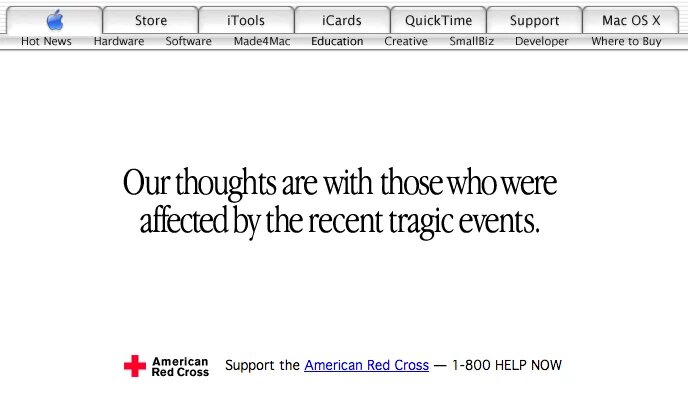 Store iTools iCards QuickTime Support Mac OS X
Hot News Hardware Software Made4Mac Education Creative SmallBiz Developer Where to Buy
Our thoughts are with those who were
affected by the recent tragic events.
American
Red Cross
Support the American Red Cross — 1-800 HELP NOW